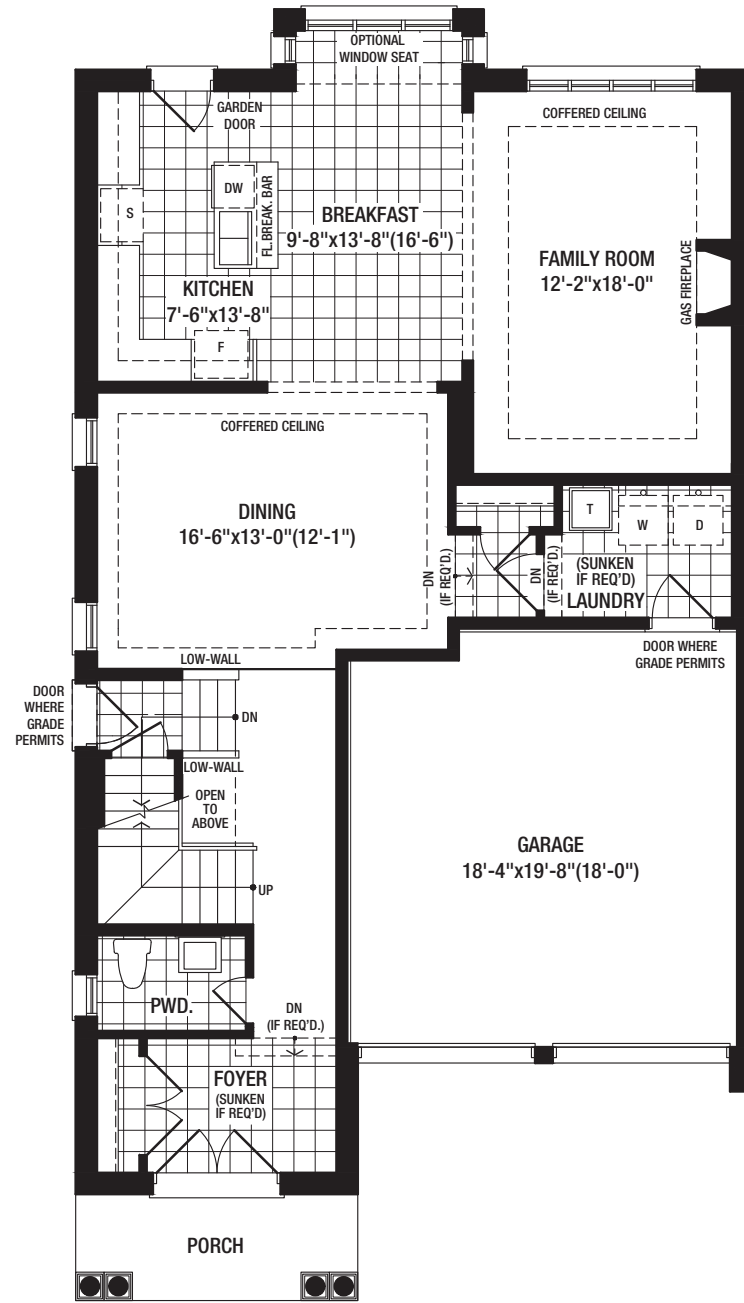 OPTIONAL
WINDOW SEAT
GARDEN
DOOR
COFFERED CEILING
S
DW
FL.BREAK. BAR
BREAKFAST
9'-8"x13'-8"(16'-6")
FAMILY ROOM
12'-2"x18'-0"
GAS FIREPLACE
KITCHEN
7'-6"x13'-8"
F
COFFERED CEILING
DINING
16'-6"x13'-0"(12'-1")
T
W
D
DN
(IF REQ'D.)
DN
(IF REQ'D.)
(SUNKEN
IF REQ'D)
LAUNDRY
LOW-WALL
DOOR WHERE
GRADE PERMITS
DOOR
WHERE
GRADE
PERMITS
DN
LOW-WALL
OPEN
TO
ABOVE
UP
GARAGE
18'-4"x19'-8"(18'-0")
PWD.
DN
(IF REQ'D.)
FOYER
(SUNKEN
IF REQ'D)
PORCH